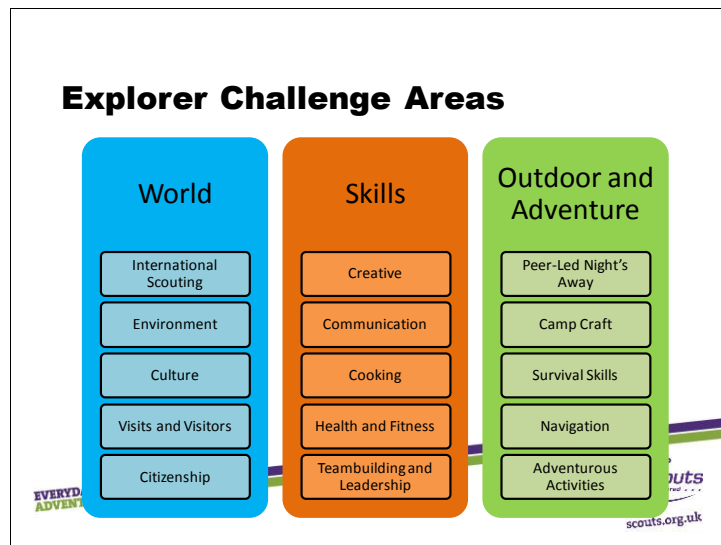 Explorer Challenge Areas
World
International
Scouting
Environment
Culture
Visits and Visitors
Citizenship
Skills
Creative
Communication
Cooking
Health and Fitness
Teambuilding and
Leadership
Outdoor and
Adventure
Peer-Led Night's
Away
Camp Craft
Survival Skills
Navigation
Adventurous
Activities
scouts.org.uk